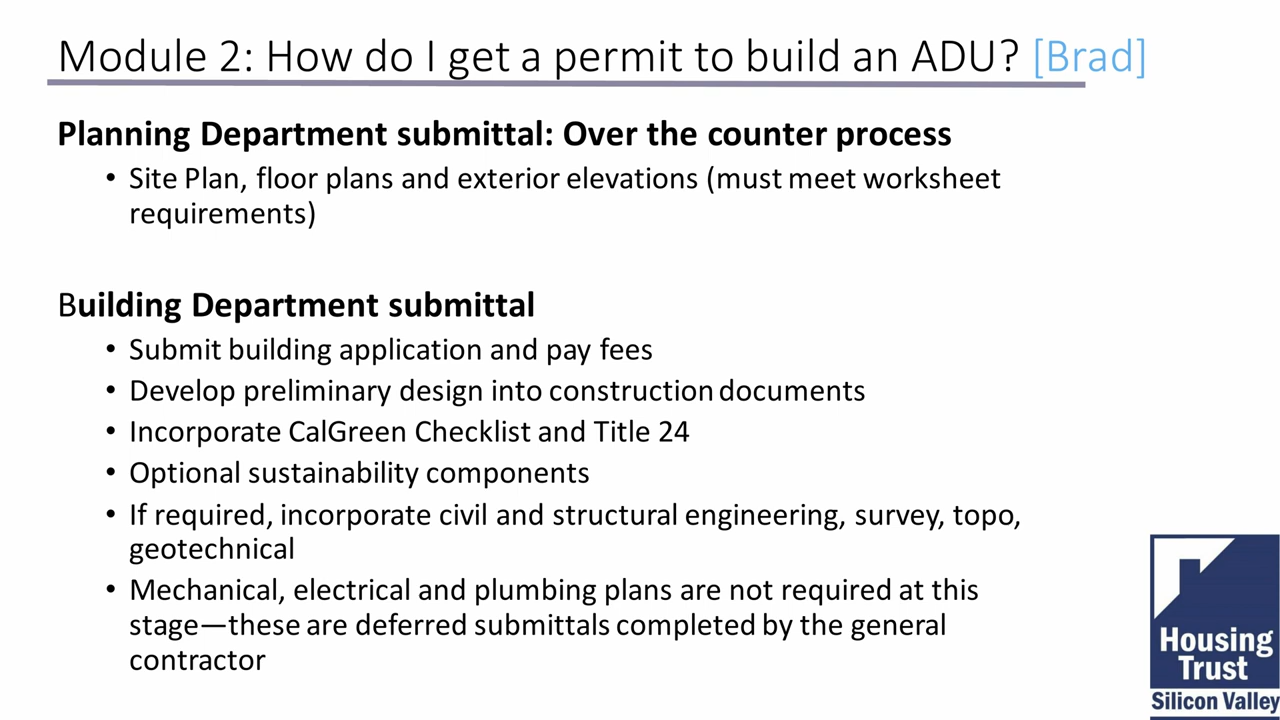 Module 2: How do I get a permit to build an ADU? [Brad]
Planning Department submittal: Over the counter process
• Site Plan, floor plans and exterior elevations (must meet worksheet
requirements)
Building Department submittal
• Submit building application and pay fees
• Develop preliminary design into construction documents
• Incorporate CalGreen Checklist and Title 24
• Optional sustainability components
• If required, incorporate civil and structural engineering, survey, topo,
geotechnical
• Mechanical, electrical and plumbing plans are not required at this
stage—these are deferred submittals completed by the general
contractor
Housing
Trust
Silicon Valley